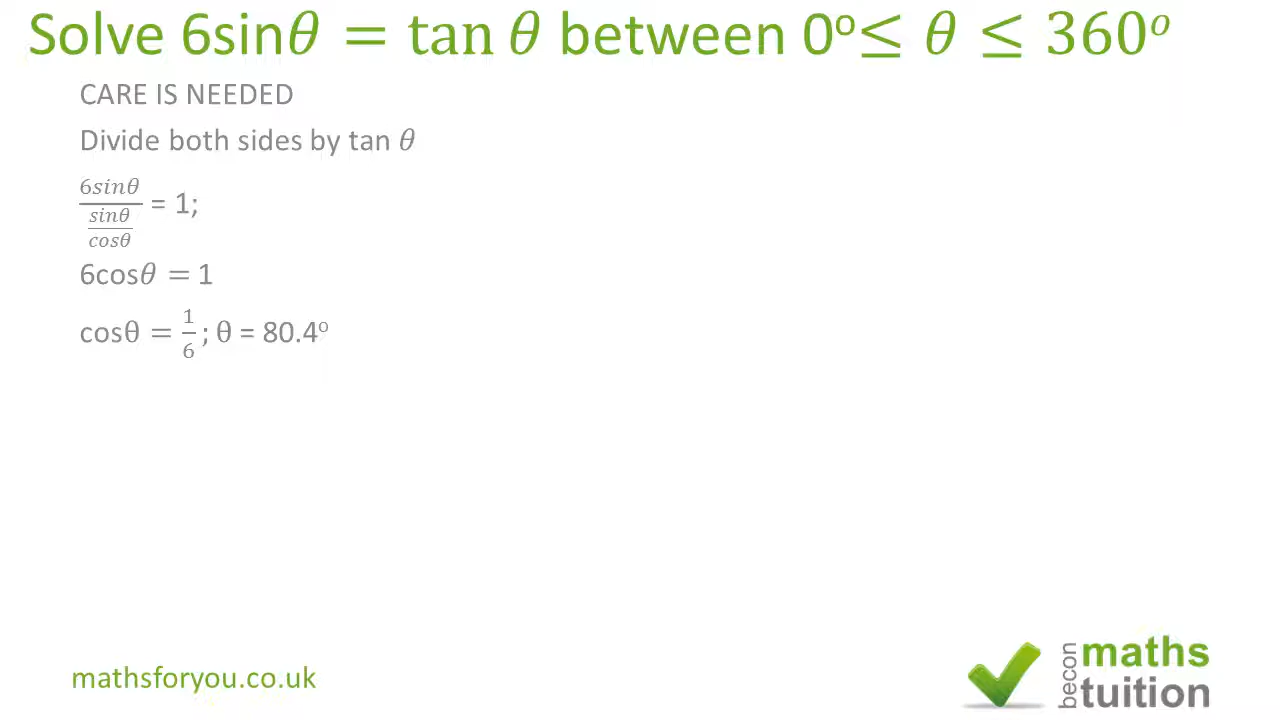 Solve 6sinθ = tan θ between 0º≤ θ ≤ 360º
CARE IS NEEDED
Divide both sides by tan θ
6sinθ/(sinθ/cosθ) = 1;
6cosθ = 1
cosθ = 1/6 ; θ = 80.4º
mathsforyou.co.uk
becon maths tuition